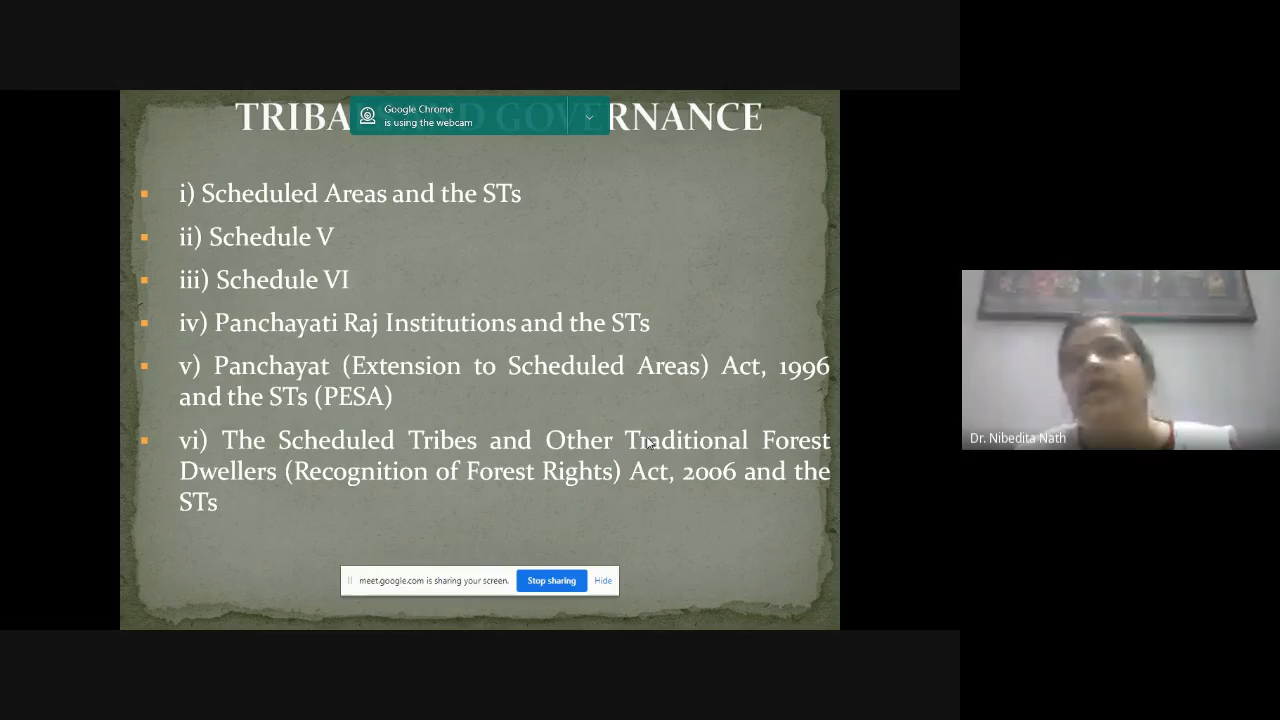 Google Chrome
is using the webcam
i) Scheduled Areas and the STs
ii) Schedule V
iii) Schedule VI
iv) Panchayati Raj Institutions and the STs
v) Panchayat (Extension to Scheduled Areas) Act, 1996
and the STs (PESA)
vi) The Scheduled Tribes and Other Traditional Forest
Dwellers (Recognition of Forest Rights) Act, 2006 and the
STs
meet.google.com is sharing your screen.
Stop sharing
Hide
Dr. Nibedita Nath